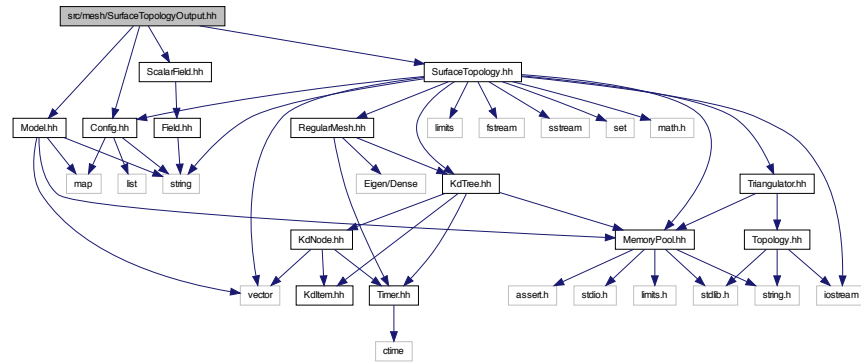 src/mesh/SurfaceTopologyOutput.hh
ScalarField.hh
SurfaceTopology.hh
Model.hh
Config.hh
Field.hh
RegularMesh.hh
limits
fstream
sstream
set
math.h
map
list
string
Eigen/Dense
KdTree.hh
Triangulator.hh
KdNode.hh
MemoryPool.hh
Topology.hh
vector
KdItem.hh
Timer.hh
assert.h
stdio.h
limits.h
stdlib.h
string.h
iostream
ctime